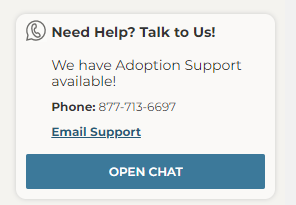 Need Help? Talk to Us!
We have Adoption Support
available!
Phone: 877-713-6697
Email Support
OPEN CHAT